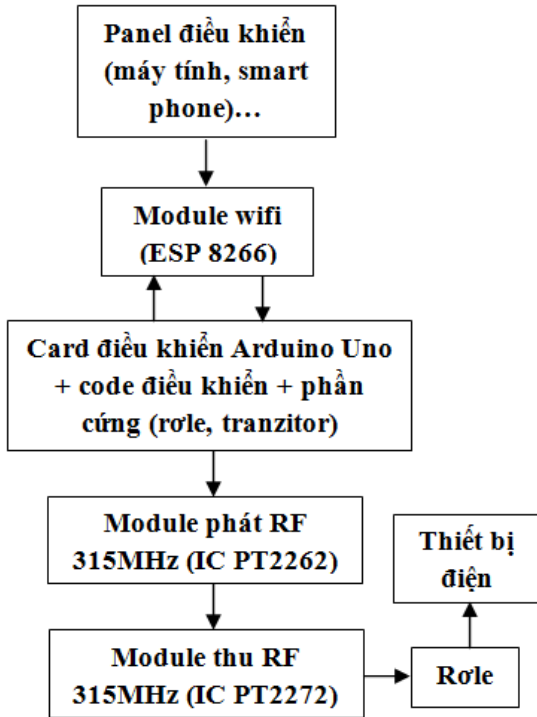 Panel điều khiển
(máy tính, smart
phone)...
Module wifi
(ESP 8266)
Card điều khiển Arduino Uno
+ code điều khiển + phần
cứng (rơle, tranzitor)
Module phát RF
315MHz (IC PT2262)
Thiết bị
điện
Module thu RF
315MHz (IC PT2272)
Rơle